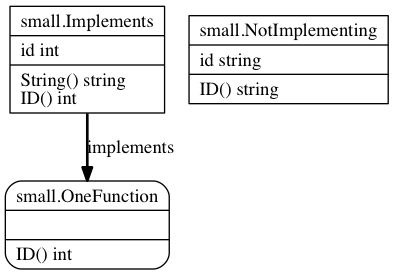 small.Implements
id int
String() string
ID() int
small.NotImplementing
id string
ID() string
implements
small.OneFunction
ID() int